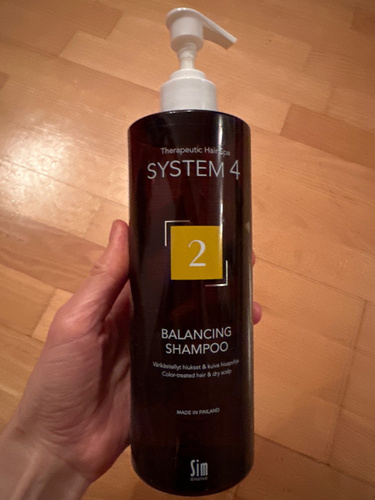 Therapeutic Hair Spa
SYSTEM 4
2
BALANCING
SHAMPOO
Värikäsitellyt hiukset & kuiva hiuspohja
Color-treated hair & dry scalp
MADE IN FINLAND
Sim
SENSITIVE